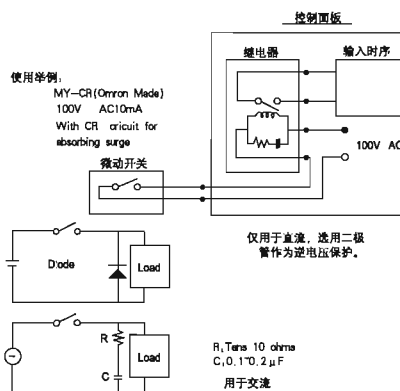 控制面板
继电器
输入时序
使用举例:
MY-CR(Omron Made)
100V AC10mA
With CR cricuit for
absorbing surge
微动开关
100V AC
仅用于直流, 选用二极
管作为逆电压保护。
Diode
Load
R
Load
C
R,Tens 10 ohms
C,0.1~0.2μF
用于交流